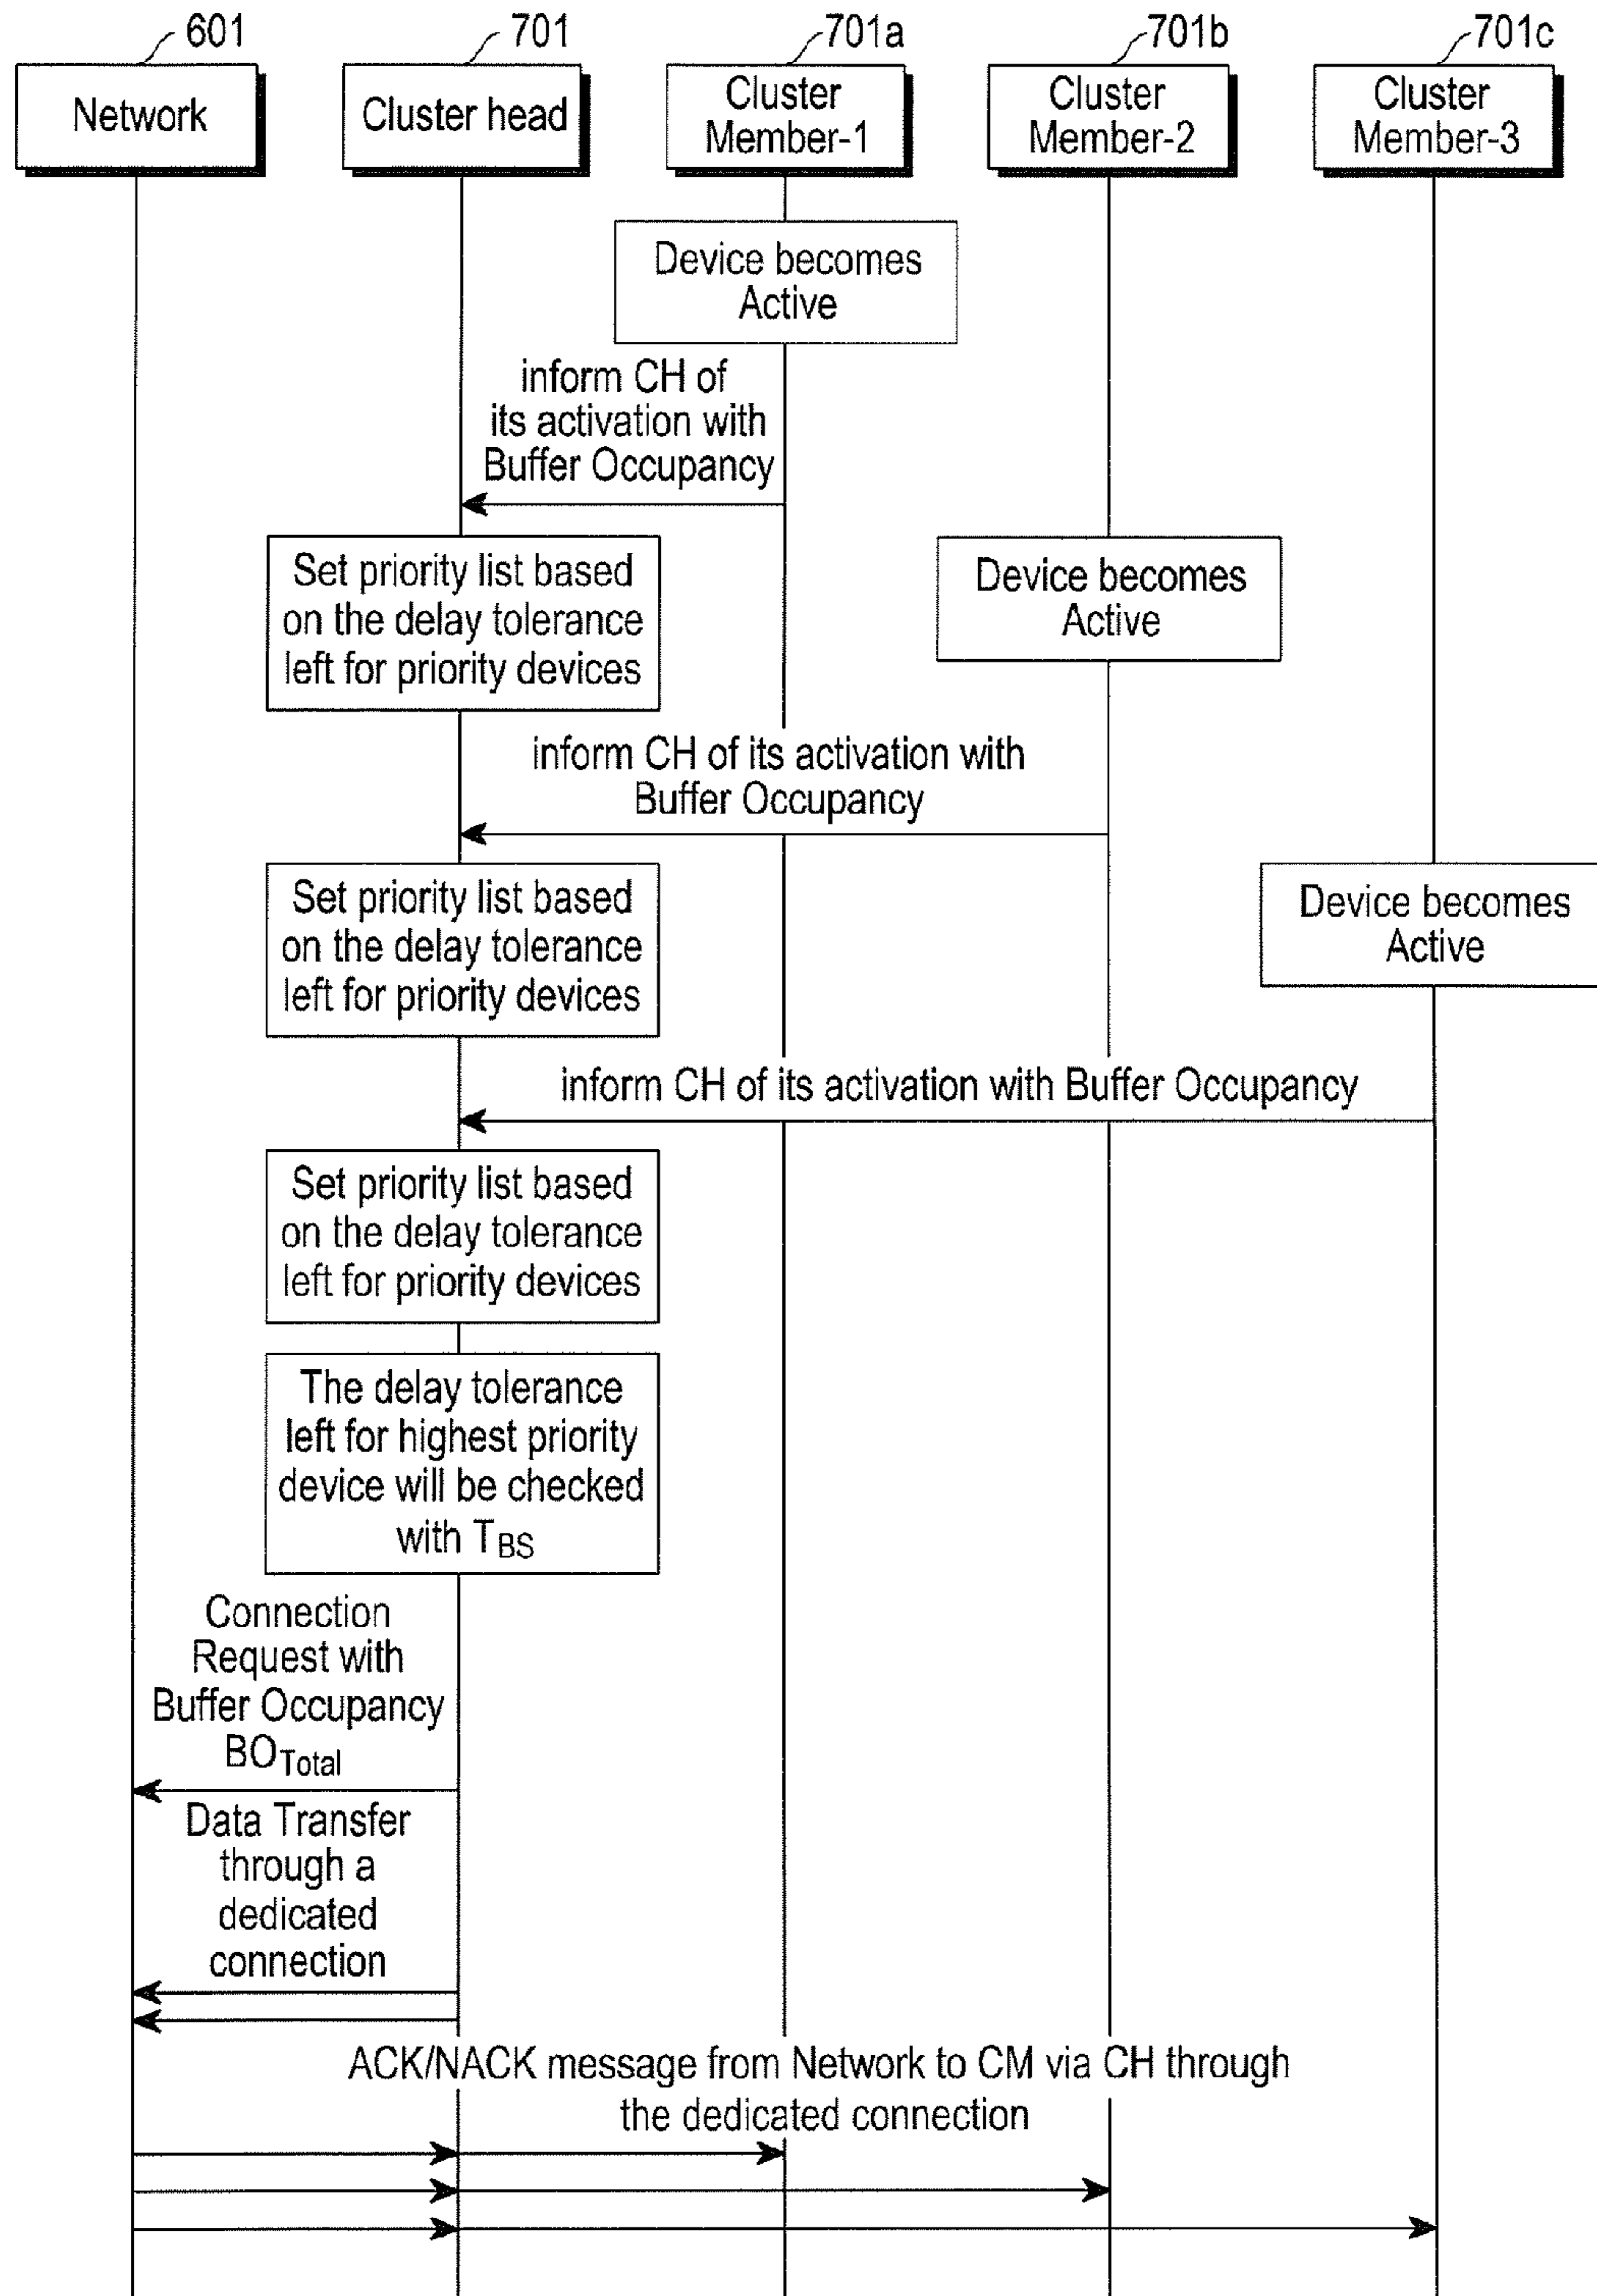 601
701
701a
701b
701c
Network
Cluster head
Cluster
Member-1
Cluster
Member-2
Cluster
Member-3
Device becomes
Active
inform CH of
its activation with
Buffer Occupancy
Set priority list based
on the delay tolerance
left for priority devices
Device becomes
Active
inform CH of its activation with
Buffer Occupancy
Set priority list based
on the delay tolerance
left for priority devices
Device becomes
Active
inform CH of its activation with Buffer Occupancy
Set priority list based
on the delay tolerance
left for priority devices
The delay tolerance
left for highest priority
device will be checked
with TBS
Connection
Request with
Buffer Occupancy
BOTotal
Data Transfer
through a
dedicated
connection
ACK/NACK message from Network to CM via CH through
the dedicated connection